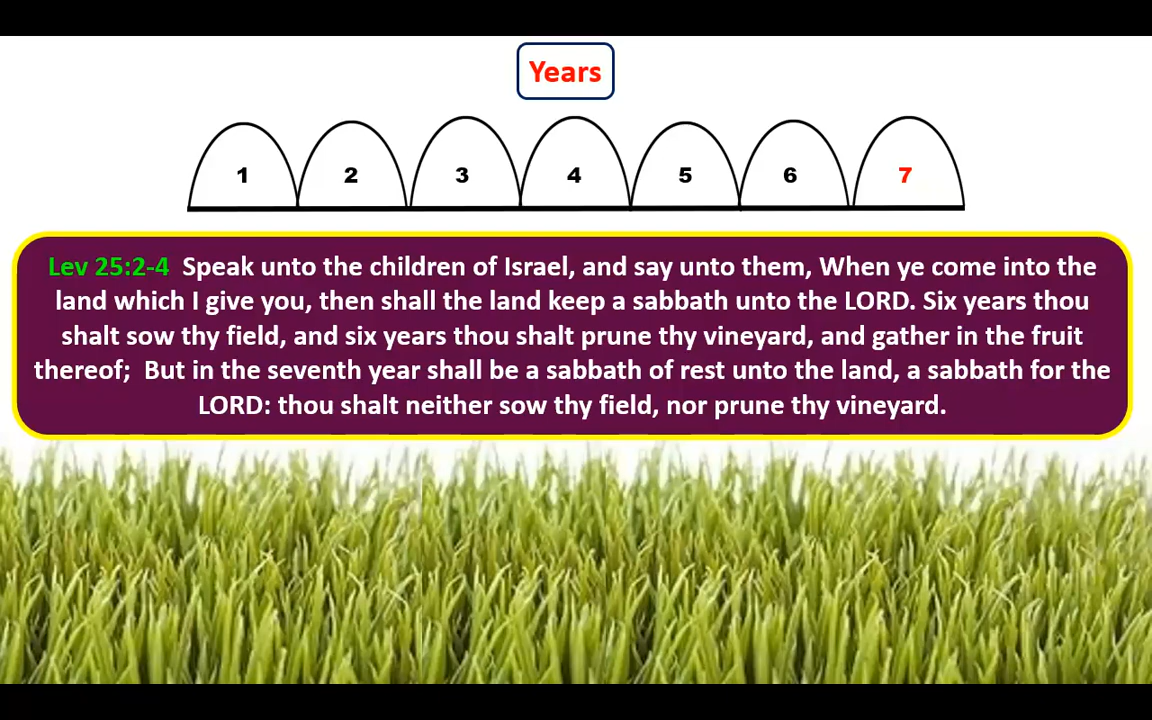 Years
1 2 3 4 5 6 7
Lev 25:2-4  Speak unto the children of Israel, and say unto them, When ye come into the
land which I give you, then shall the land keep a sabbath unto the LORD. Six years thou
shalt sow thy field, and six years thou shalt prune thy vineyard, and gather in the fruit
thereof;  But in the seventh year shall be a sabbath of rest unto the land, a sabbath for the
LORD: thou shalt neither sow thy field, nor prune thy vineyard.